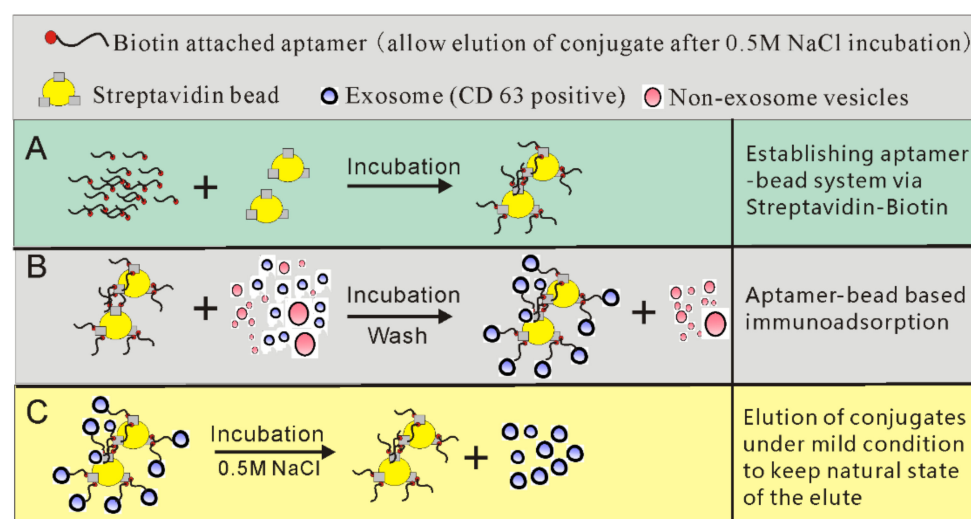 Biotin attached aptamer (allow elution of conjugate after 0.5M NaCl incubation)
Streptavidin bead
Exosome (CD 63 positive)
Non-exosome vesicles
A
+
Incubation
Establishing aptamer
-bead system via
Streptavidin-Biotin
B
+
Incubation
Wash
+
Aptamer-bead based
immunoadsorption
C
Incubation
0.5M NaCl
+
Elution of conjugates
under mild condition
to keep natural state
of the elute